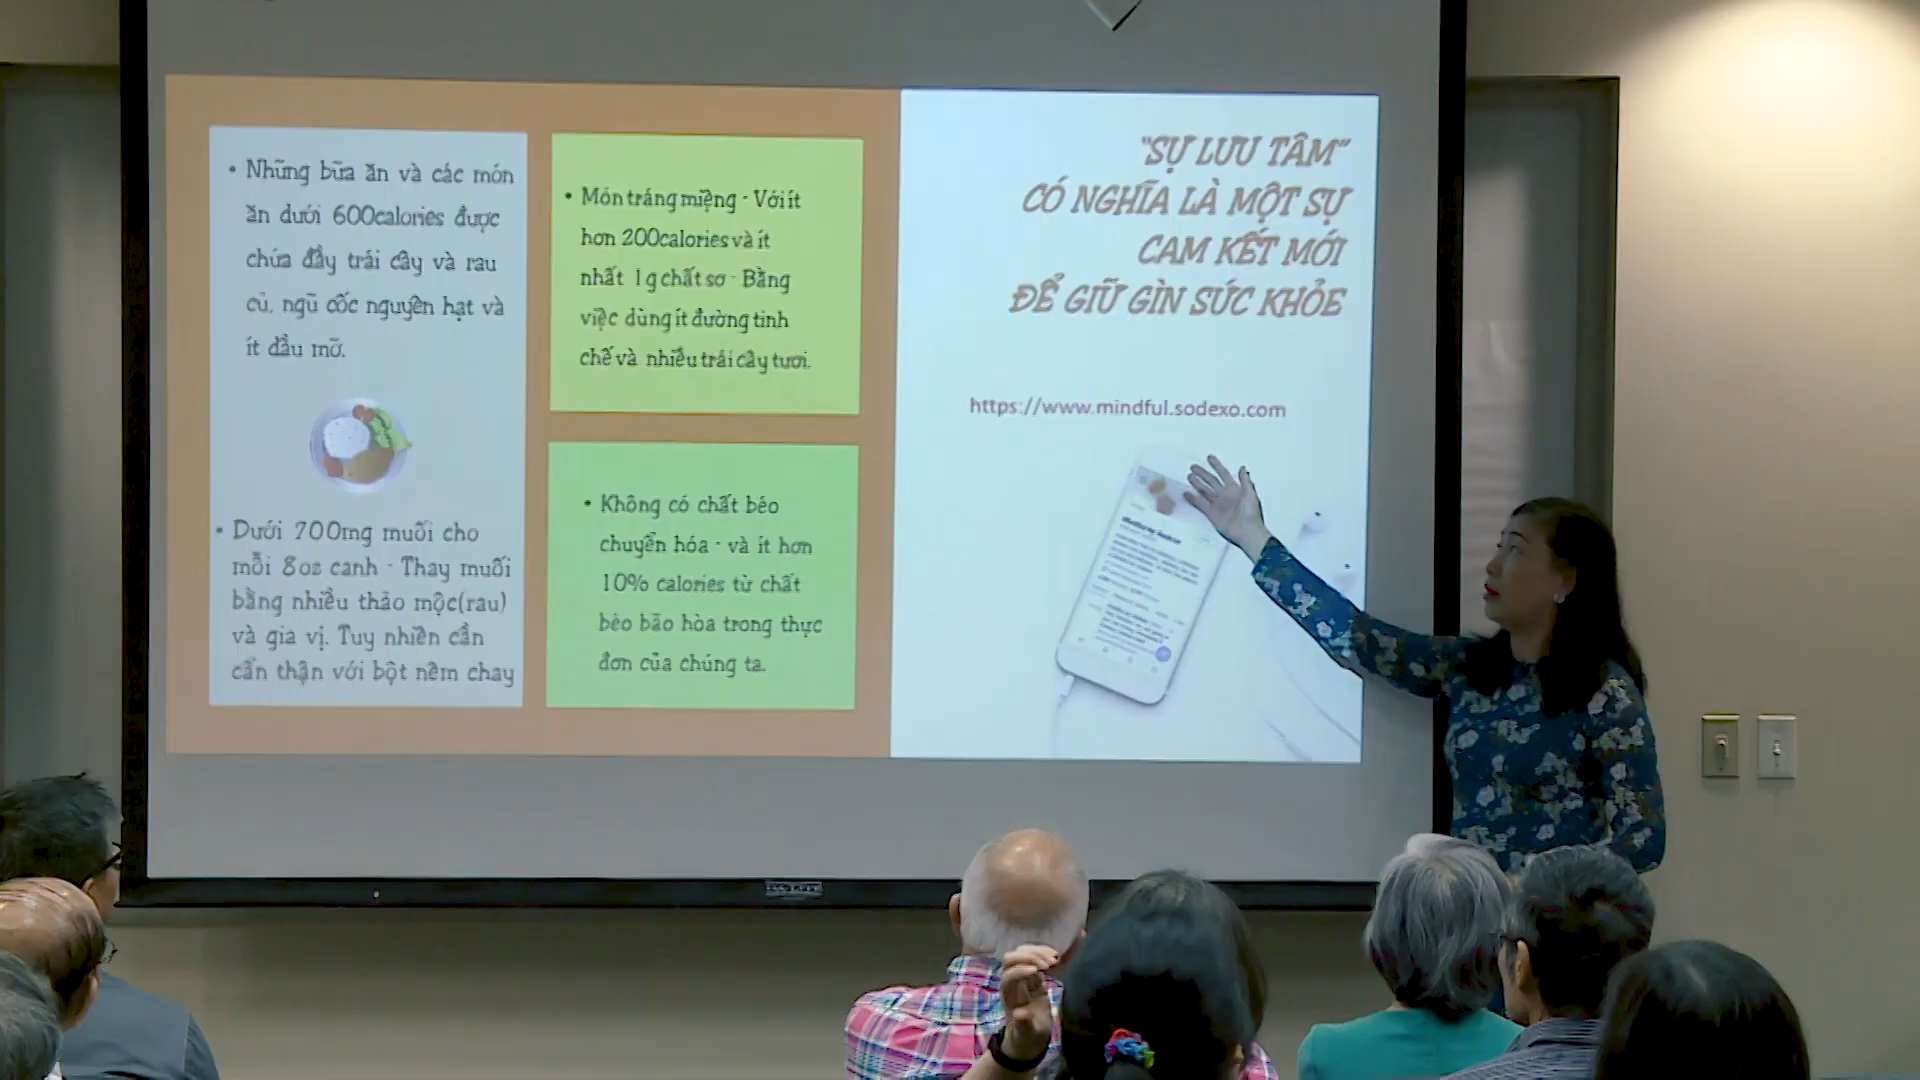 • Những bữa ăn và các món
ăn dưới 600calories được
chứa đầy trái cây và rau
củ, ngũ cốc nguyên hạt và
ít dầu mỡ.
• Dưới 700mg muối cho
mỗi 8oz canh - Thay muối
bằng nhiều thảo mộc(rau)
và gia vị. Tuy nhiên cần
cẩn thận với bột nêm chay
• Món tráng miệng - Với ít
hơn 200calories và ít
nhất 1g chất sơ - Bằng
việc dùng ít đường tinh
chế và nhiều trái cây tươi.
• Không có chất béo
chuyển hóa - và ít hơn
10% calories từ chất
béo bão hòa trong thực
đơn của chúng ta.
"SỰ LƯU TÂM"
CÓ NGHĨA LÀ MỘT SỰ
CAM KẾT MỚI
ĐỂ GIỮ GÌN SỨC KHỎE
https://www.mindful.sodexo.com